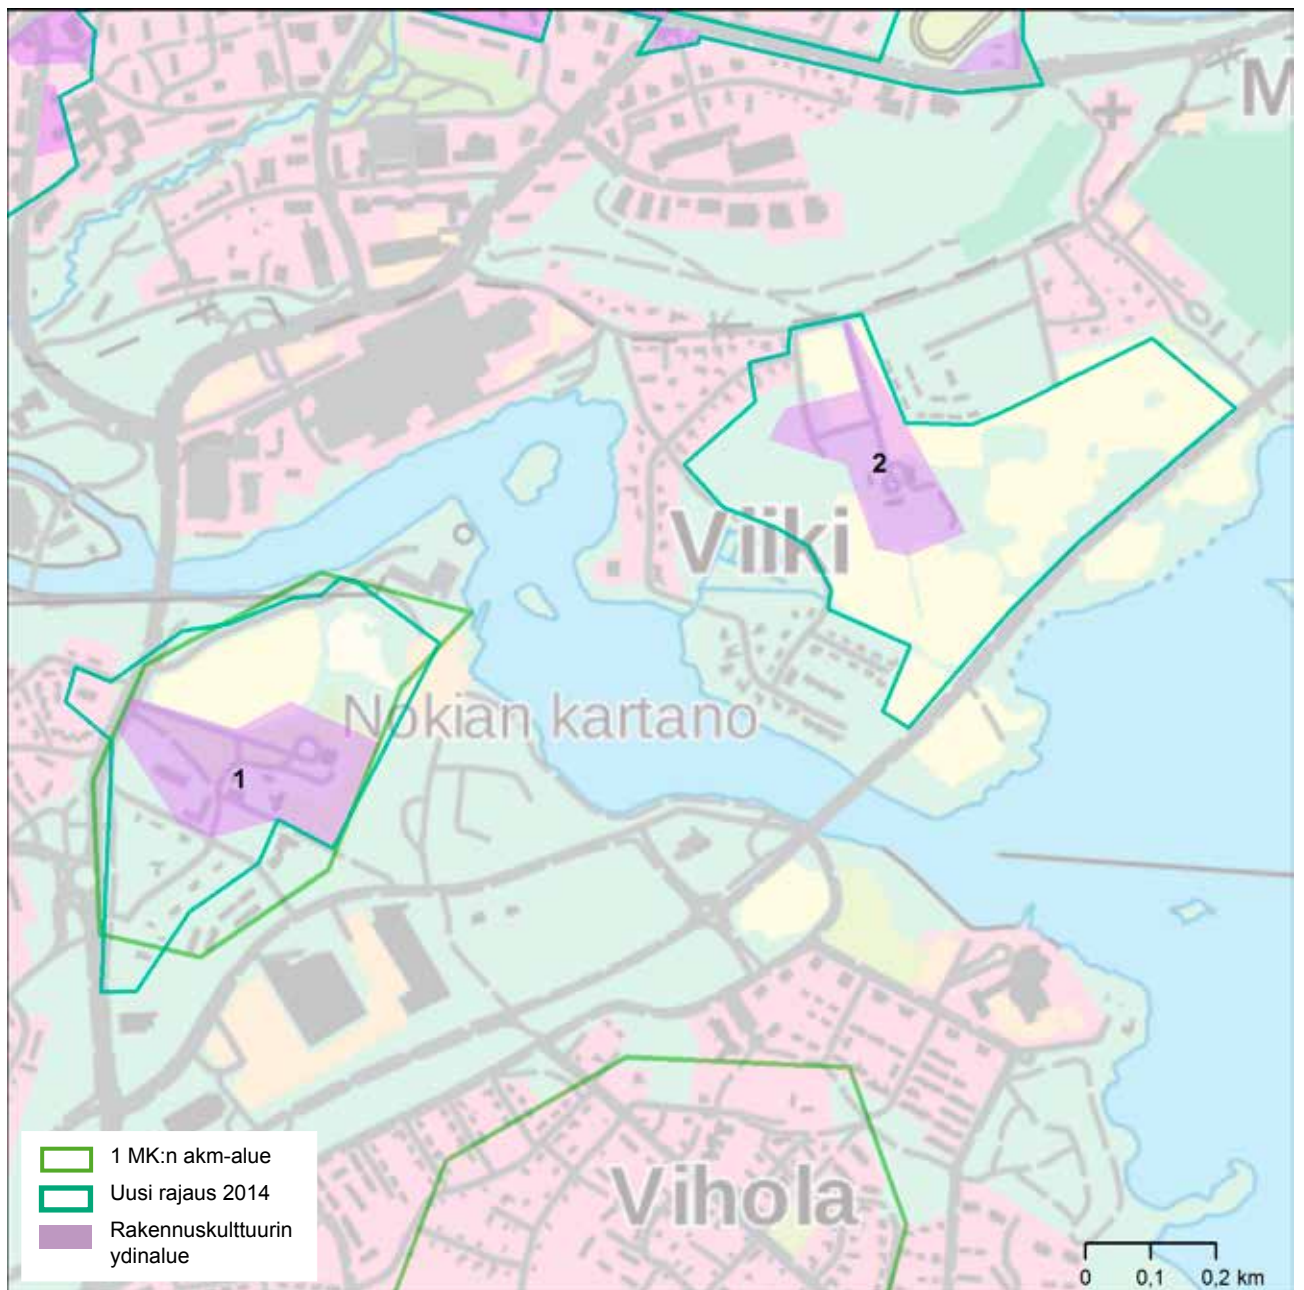 M
2
Viiki
Nokian kartano
1
Vihola
1 MK:n akm-alue
Uusi rajaus 2014
Rakennuskulttuurin
ydinalue
0 0,1 0,2 km